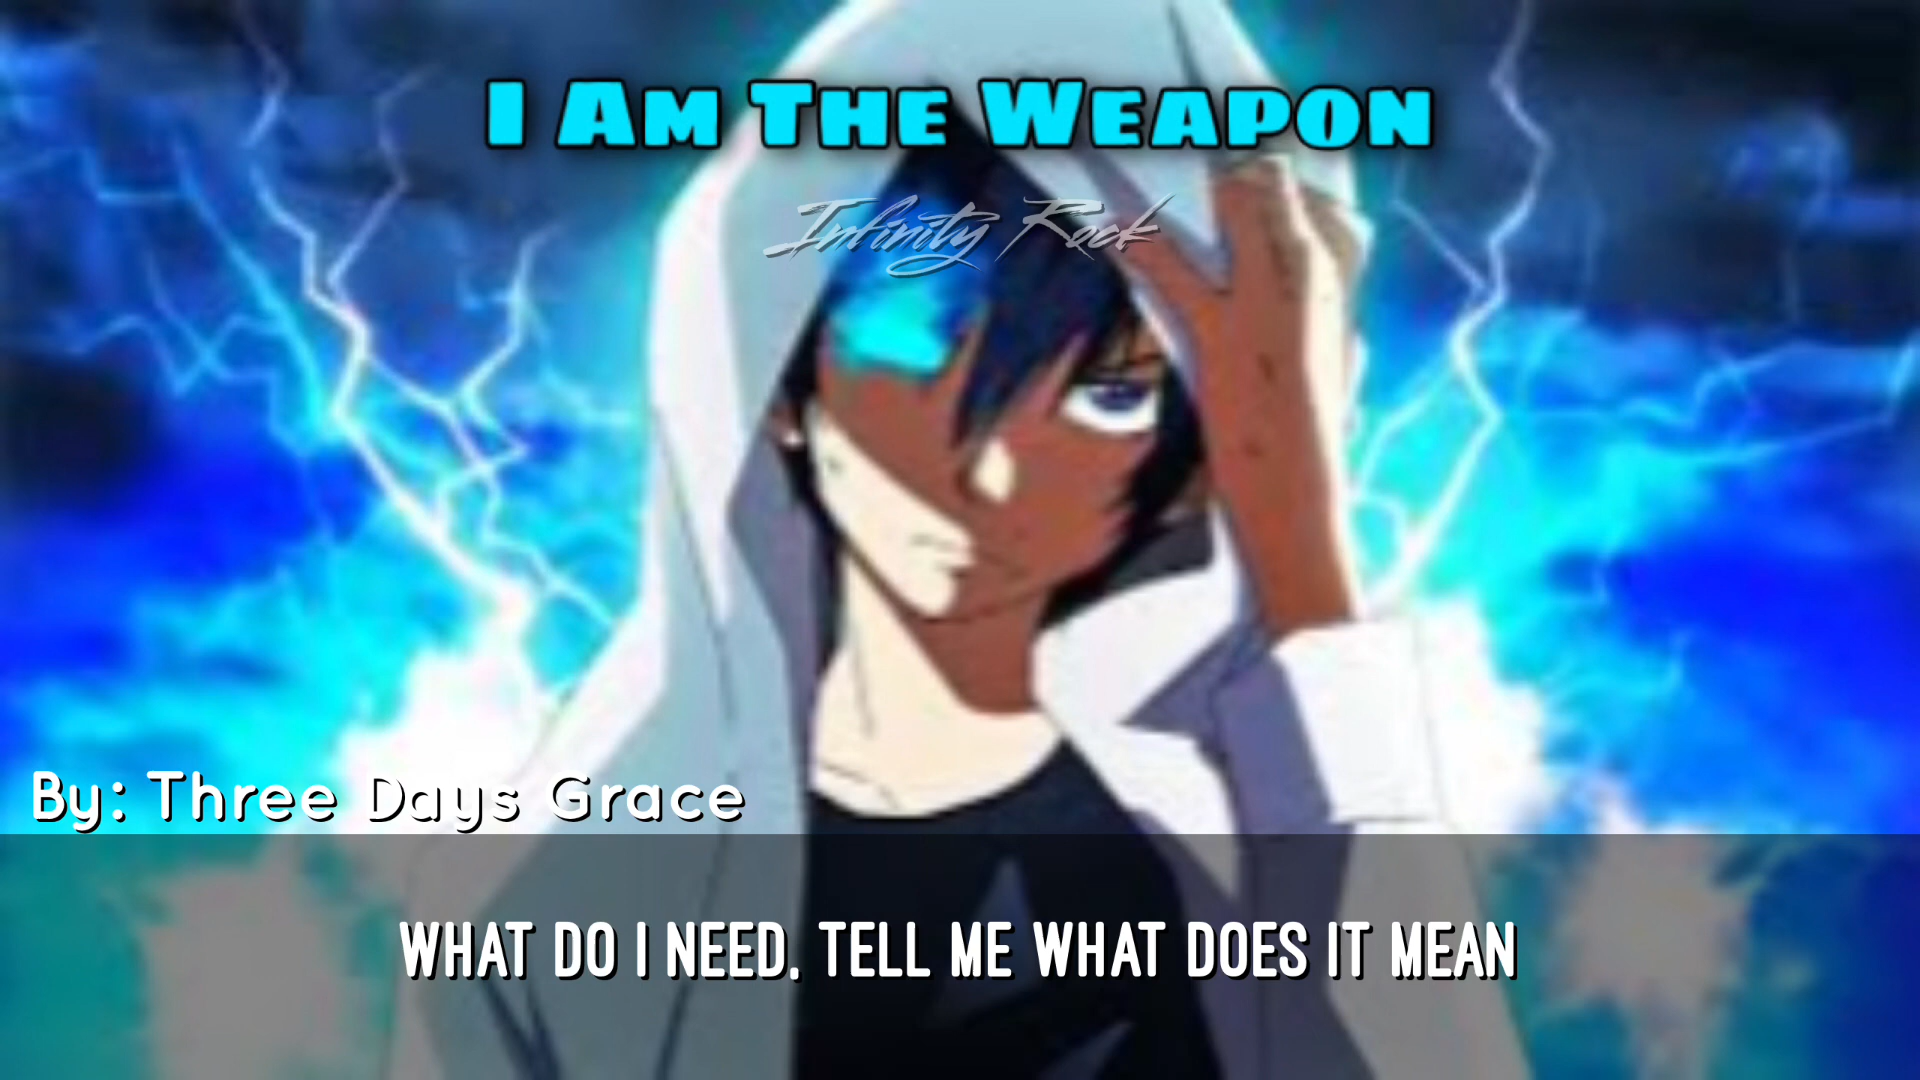 I Am The Weapon
Infinity Rock
By: Three Days Grace
WHAT DO I NEED, TELL ME WHAT DOES IT MEAN